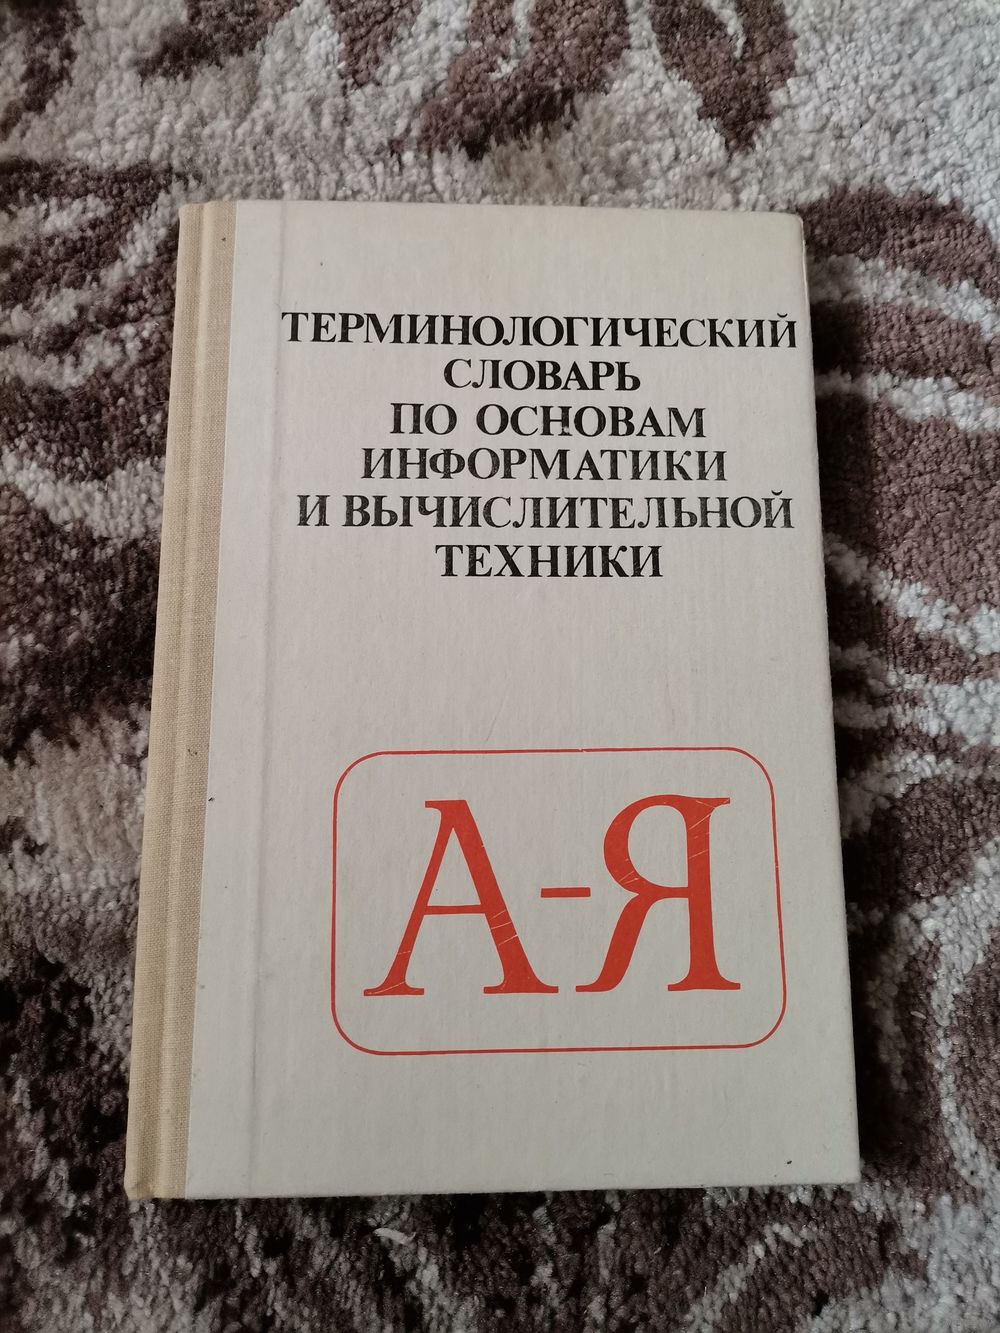 ТЕРМИНОЛОГИЧЕСКИЙ
СЛОВАРЬ
ПО ОСНОВАМ
ИНФОРМАТИКИ
И ВЫЧИСЛИТЕЛЬНОЙ
ТЕХНИКИ
А-Я